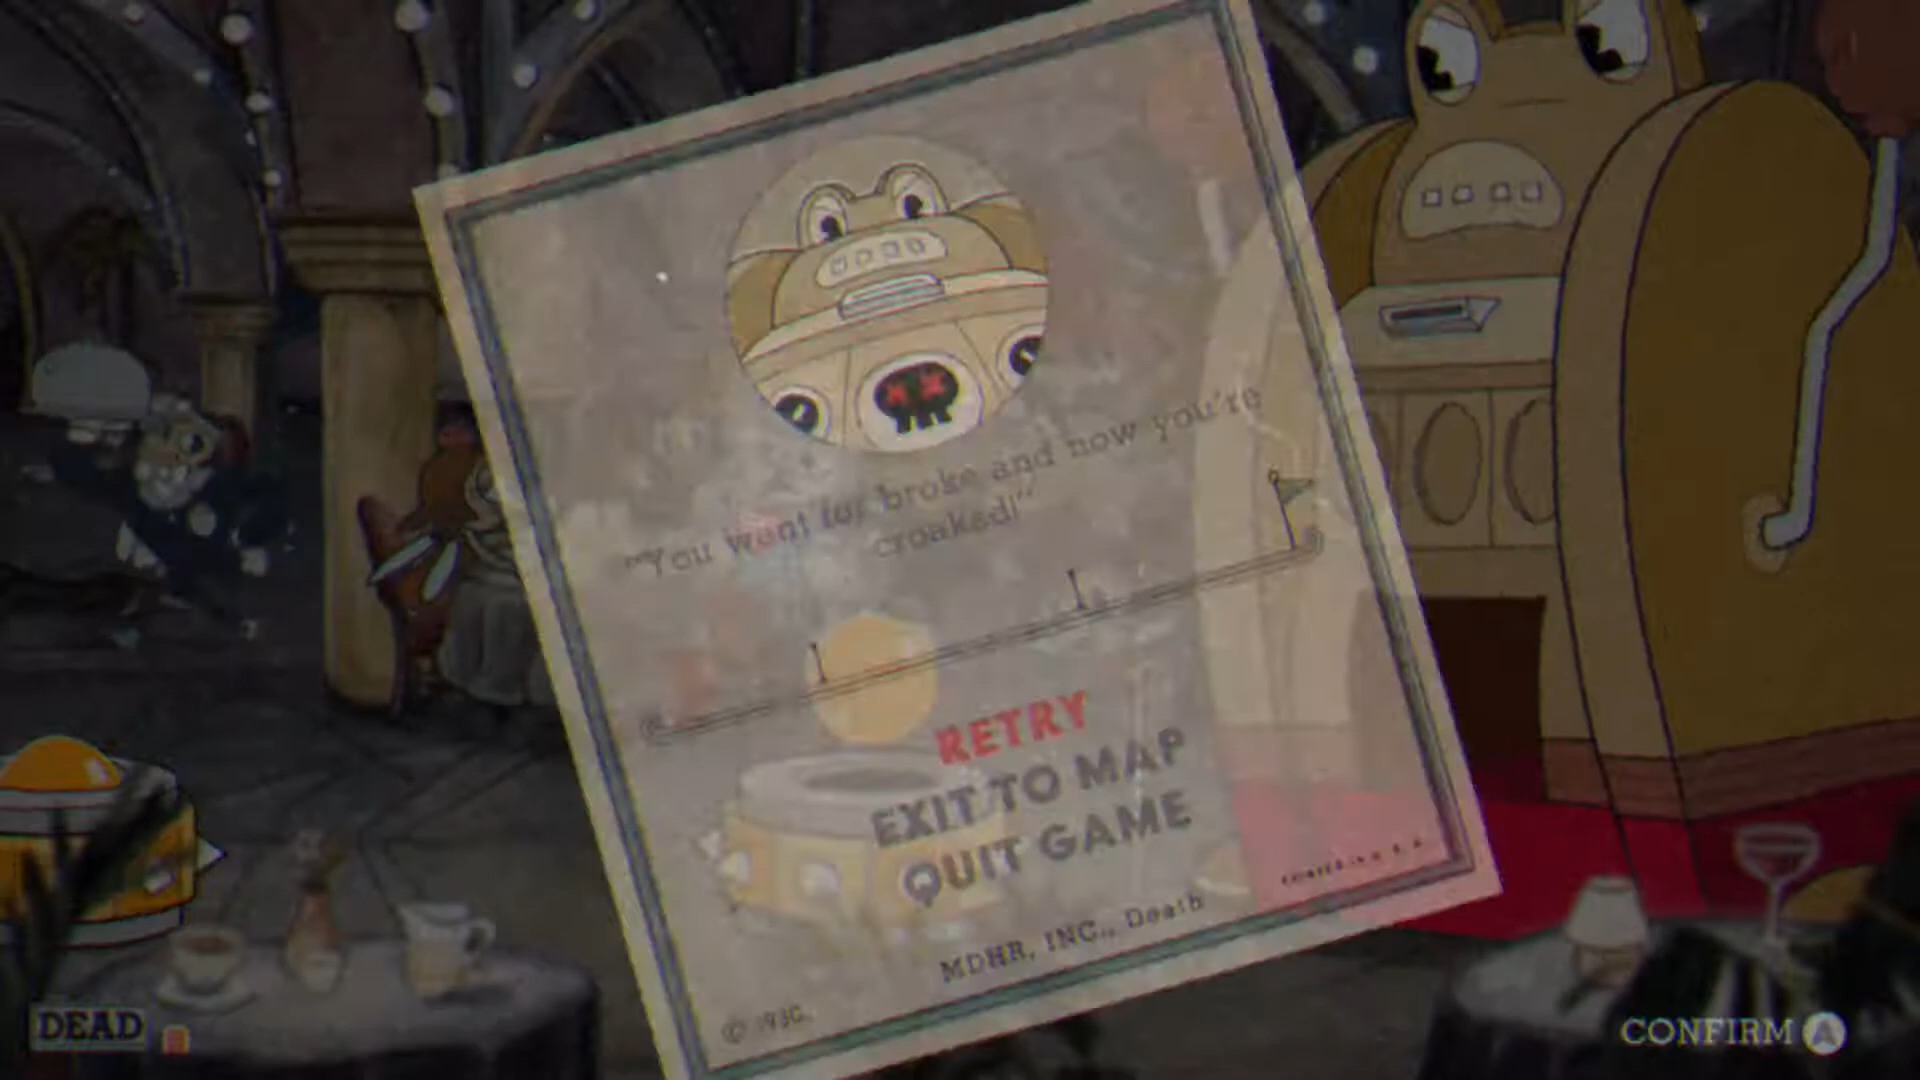 "You went for broke and now you're
croaked!"
RETRY
EXIT TO MAP
QUIT GAME
MDHR, INC., Death
DEAD
CONFIRM A